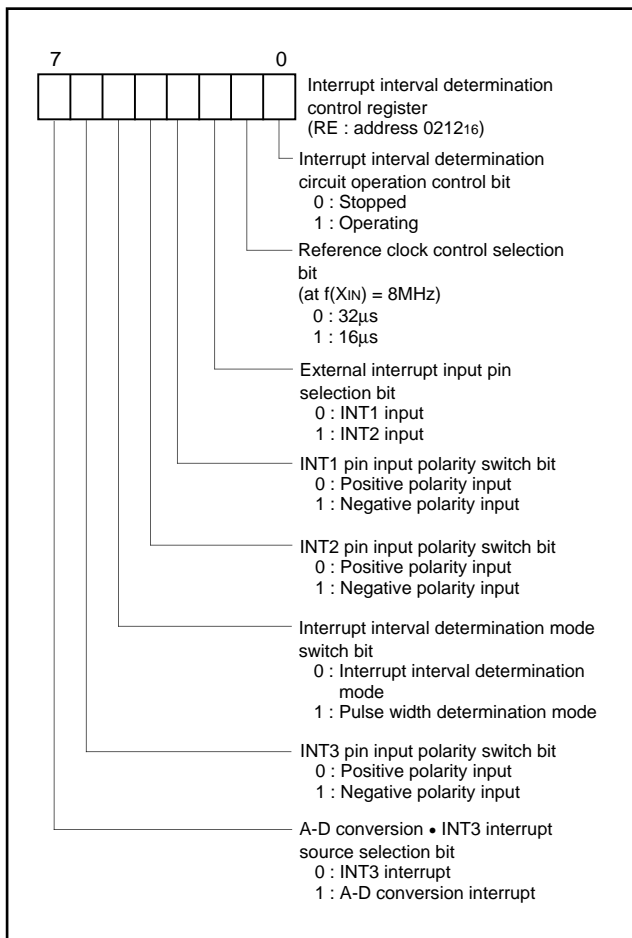 7 0
Interrupt interval determination
control register
(RE : address 021216)
Interrupt interval determination
circuit operation control bit
0 : Stopped
1 : Operating
Reference clock control selection
bit
(at f(XIN) = 8MHz)
0 : 32μs
1 : 16μs
External interrupt input pin
selection bit
0 : INT1 input
1 : INT2 input
INT1 pin input polarity switch bit
0 : Positive polarity input
1 : Negative polarity input
INT2 pin input polarity switch bit
0 : Positive polarity input
1 : Negative polarity input
Interrupt interval determination mode
switch bit
0 : Interrupt interval determination
mode
1 : Pulse width determination mode
INT3 pin input polarity switch bit
0 : Positive polarity input
1 : Negative polarity input
A-D conversion • INT3 interrupt
source selection bit
0 : INT3 interrupt
1 : A-D conversion interrupt